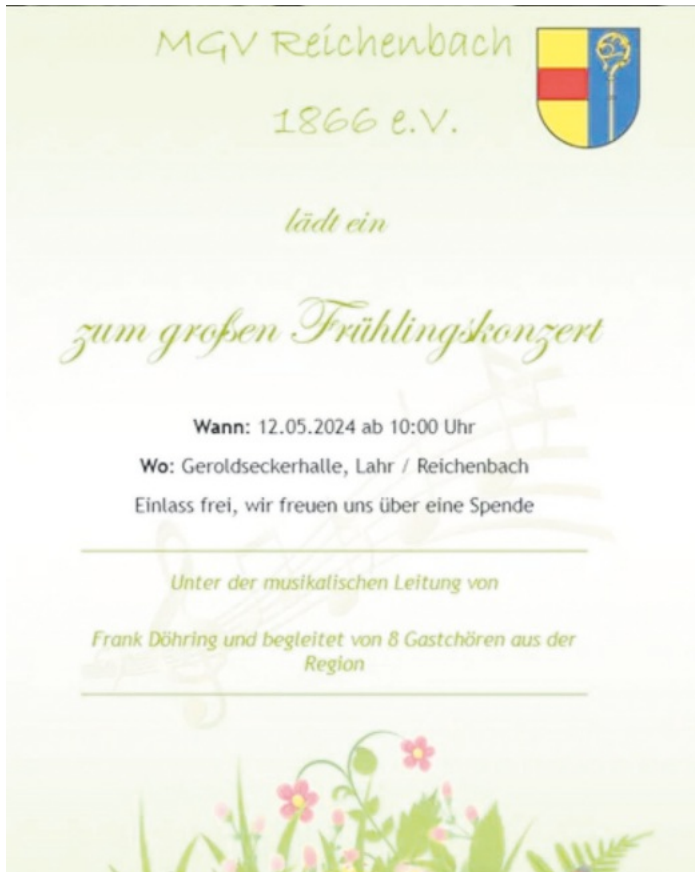 MGV Reichenbach
1866 e.V.
lädt ein
zum großen Frühlingskonzert
Wann: 12.05.2024 ab 10:00 Uhr
Wo: Geroldseckerhalle, Lahr / Reichenbach
Einlass frei, wir freuen uns über eine Spende
Unter der musikalischen Leitung von
Frank Döhring und begleitet von 8 Gastchören aus der
Region